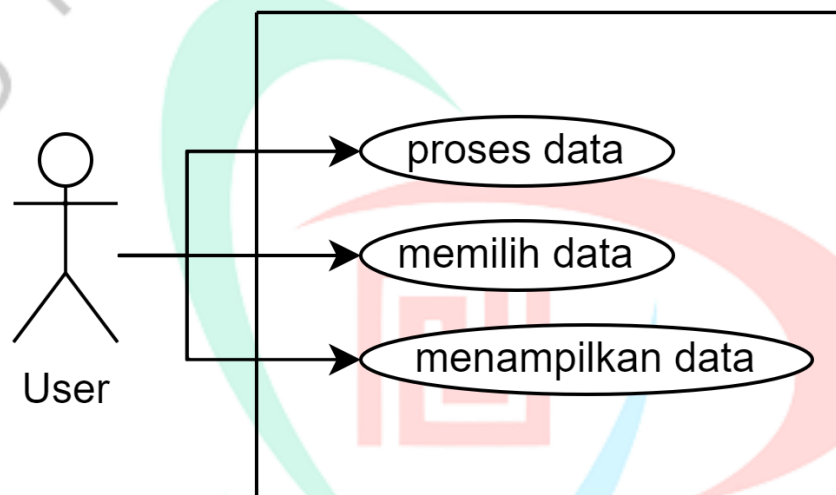 proses data
memilih data
menampilkan data
User